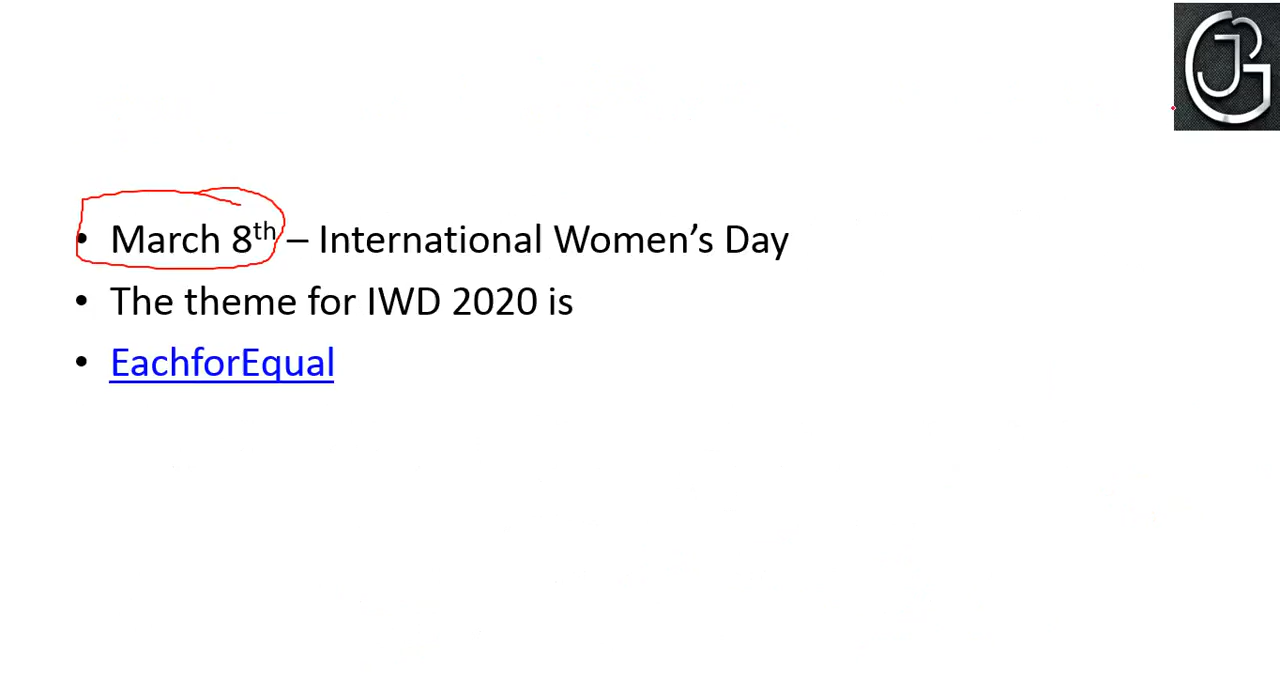 • March 8th – International Women’s Day
• The theme for IWD 2020 is
• EachforEqual